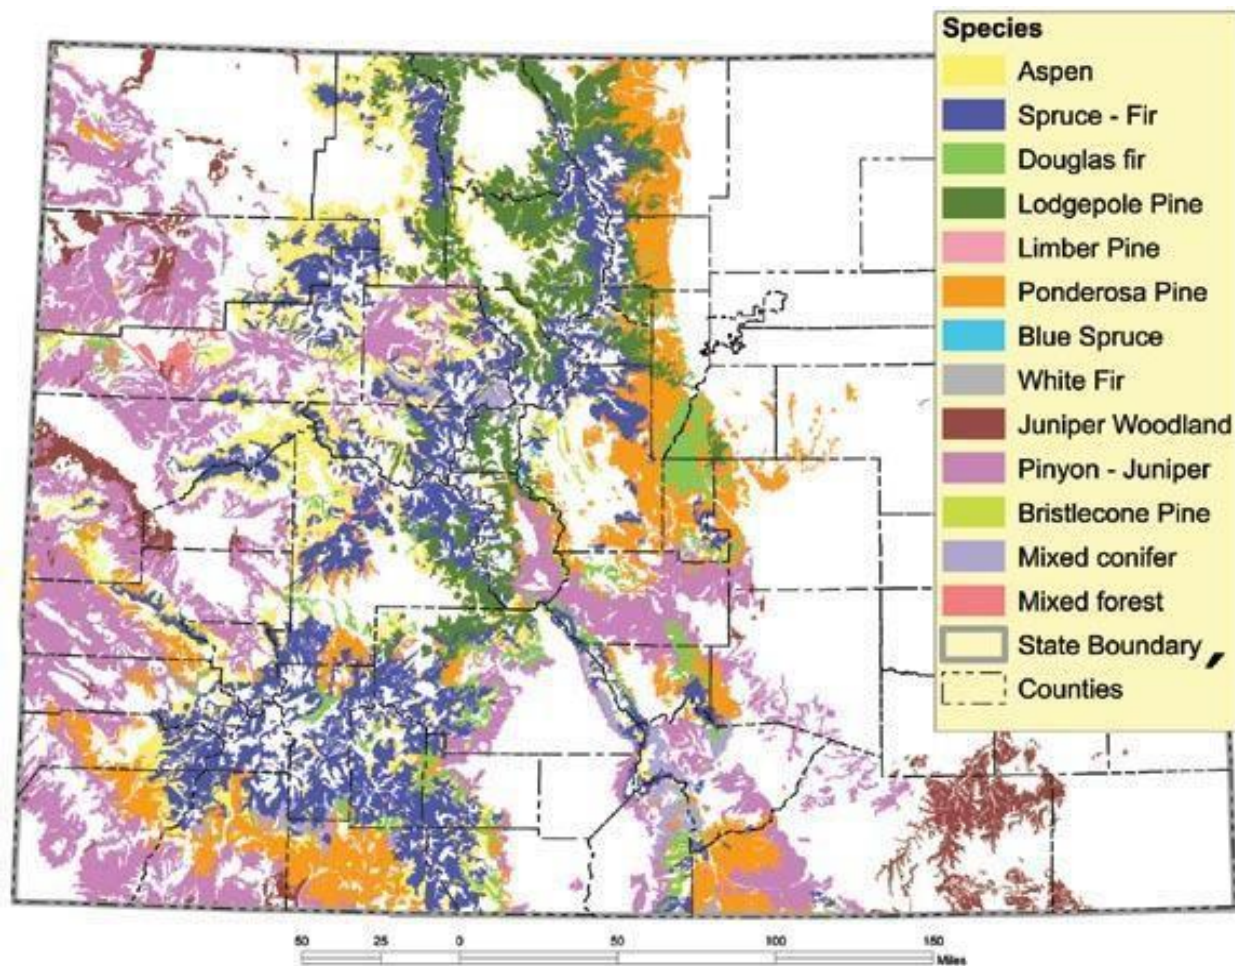 Species
Aspen
Spruce - Fir
Douglas fir
Lodgepole Pine
Limber Pine
Ponderosa Pine
Blue Spruce
White Fir
Juniper Woodland
Pinyon - Juniper
Bristlecone Pine
Mixed conifer
Mixed forest
State Boundary
Counties
50 25 0 50 100 150
Miles